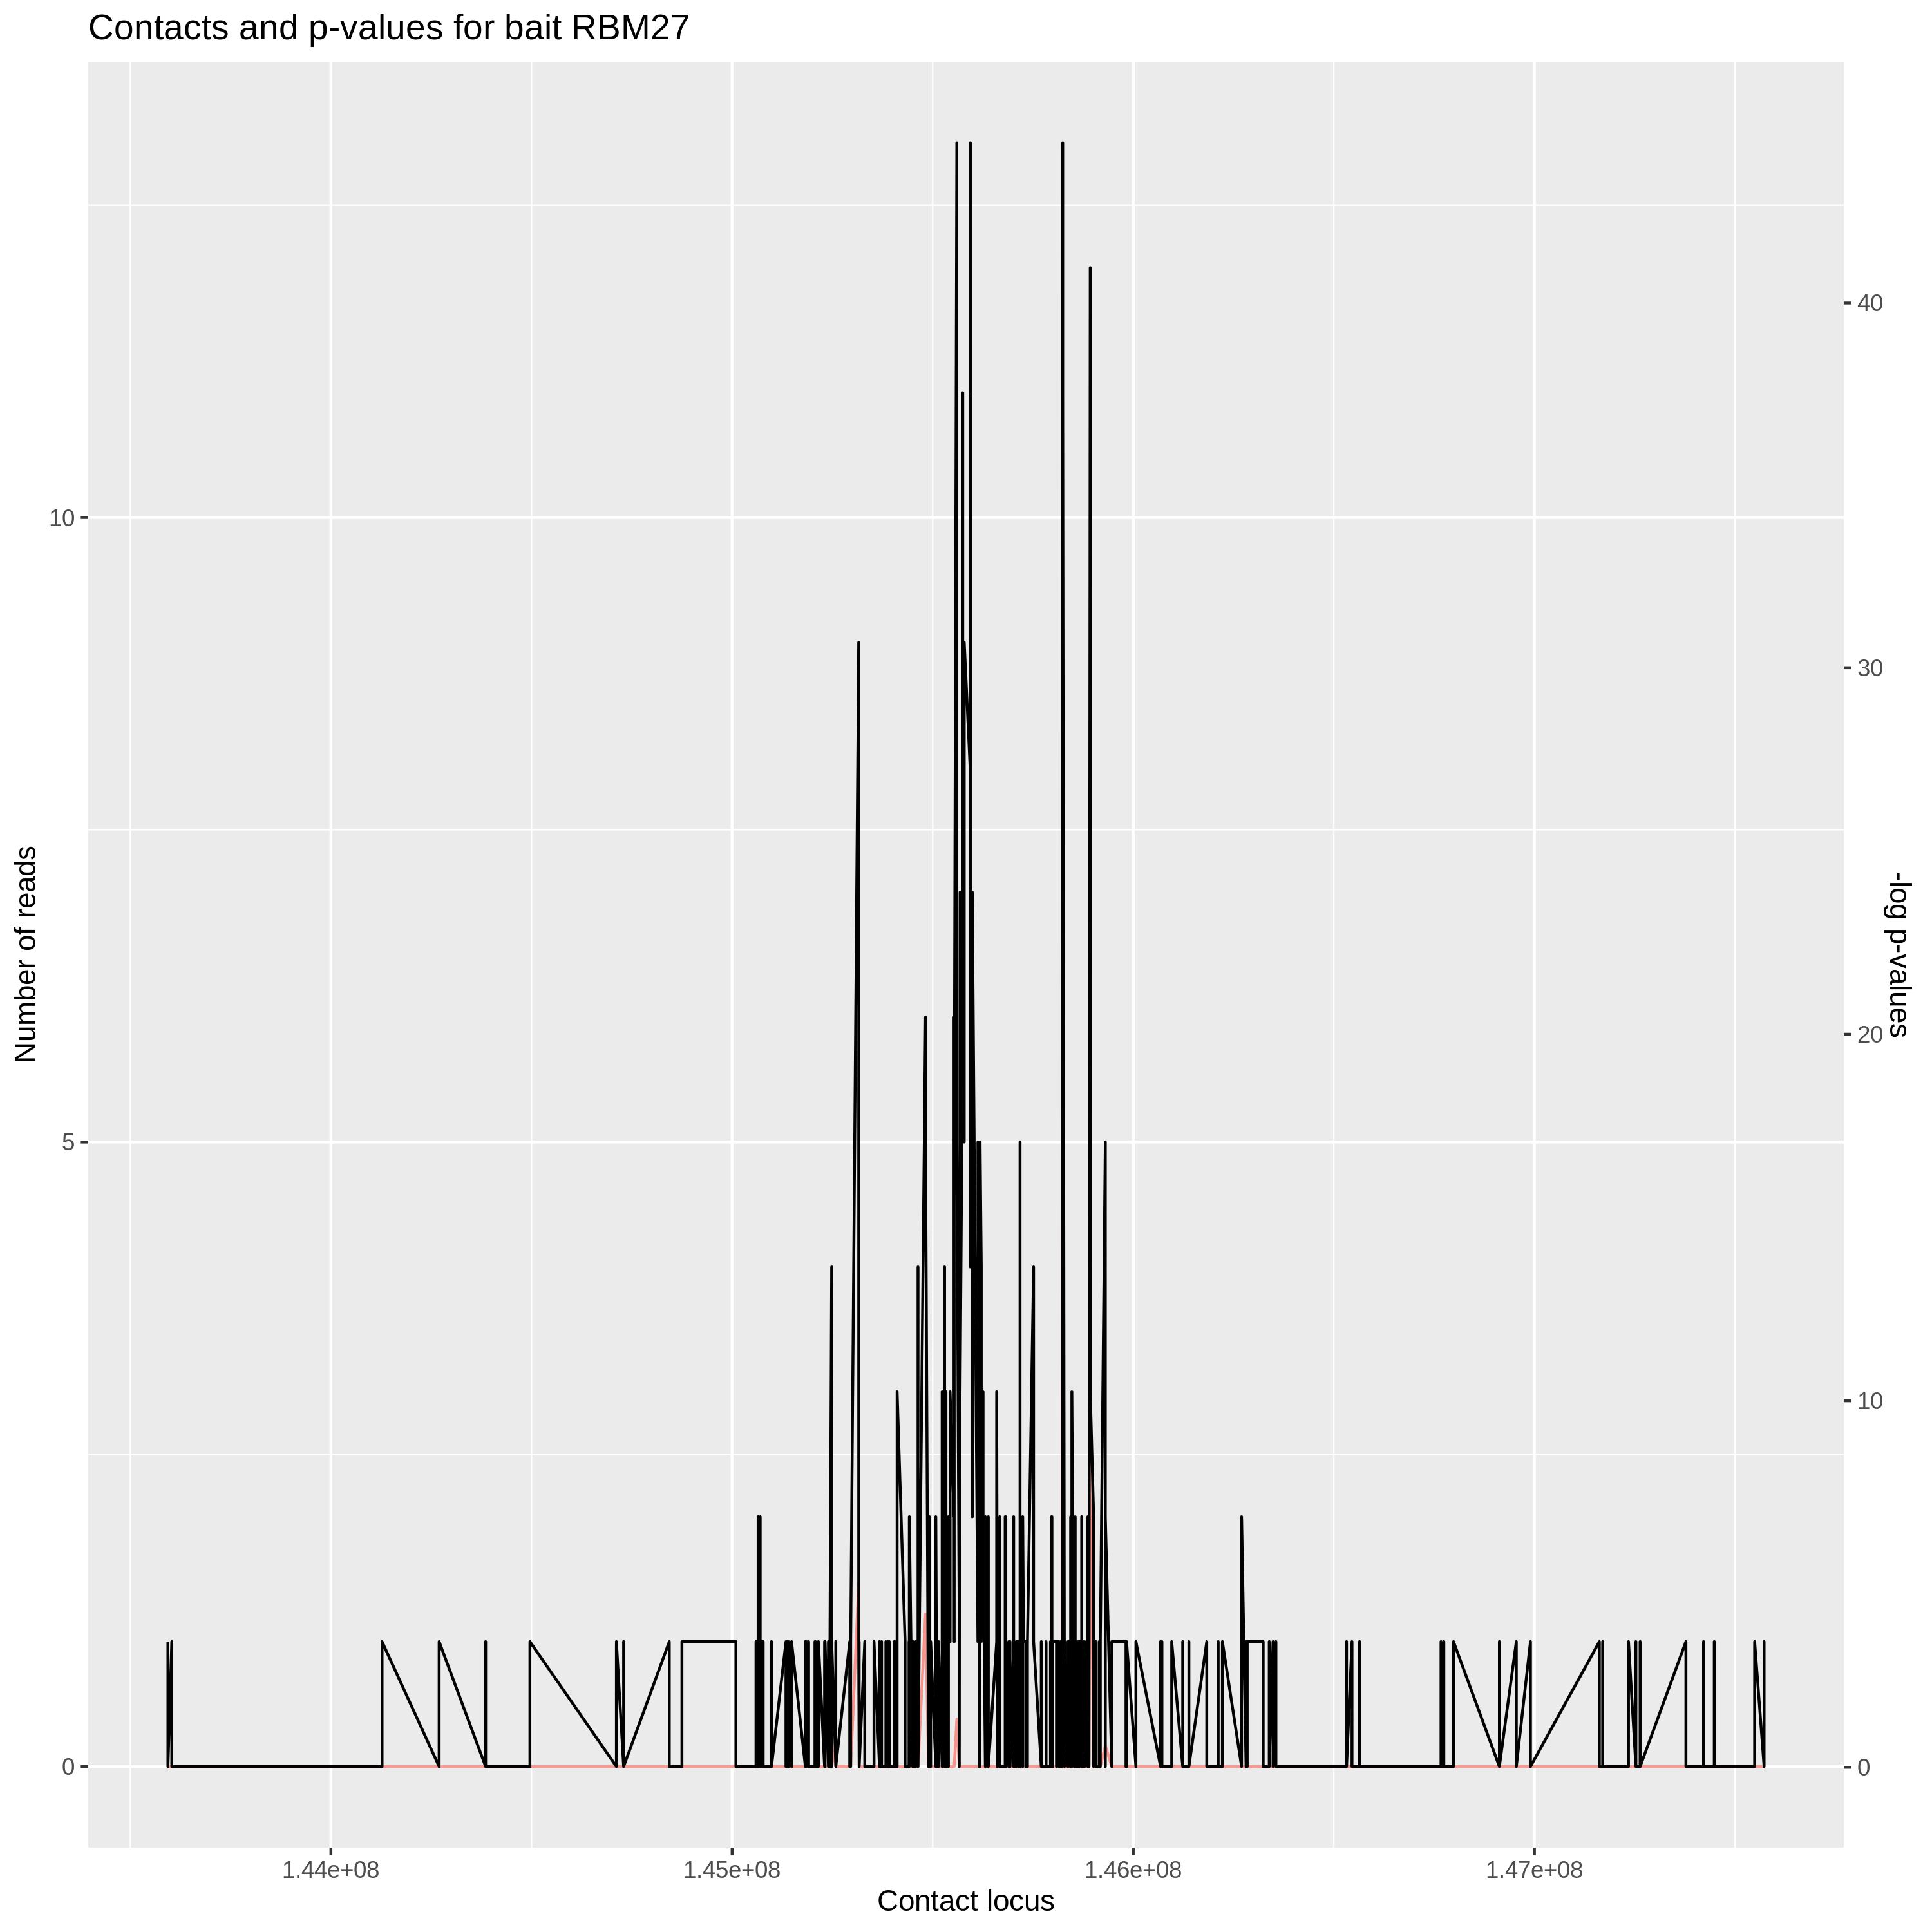 Contacts and p-values for bait RBM27
Number of reads
10
5
0
40
30
20
10
0
-log p-values
1.44e+08
1.45e+08
1.46e+08
1.47e+08
Contact locus